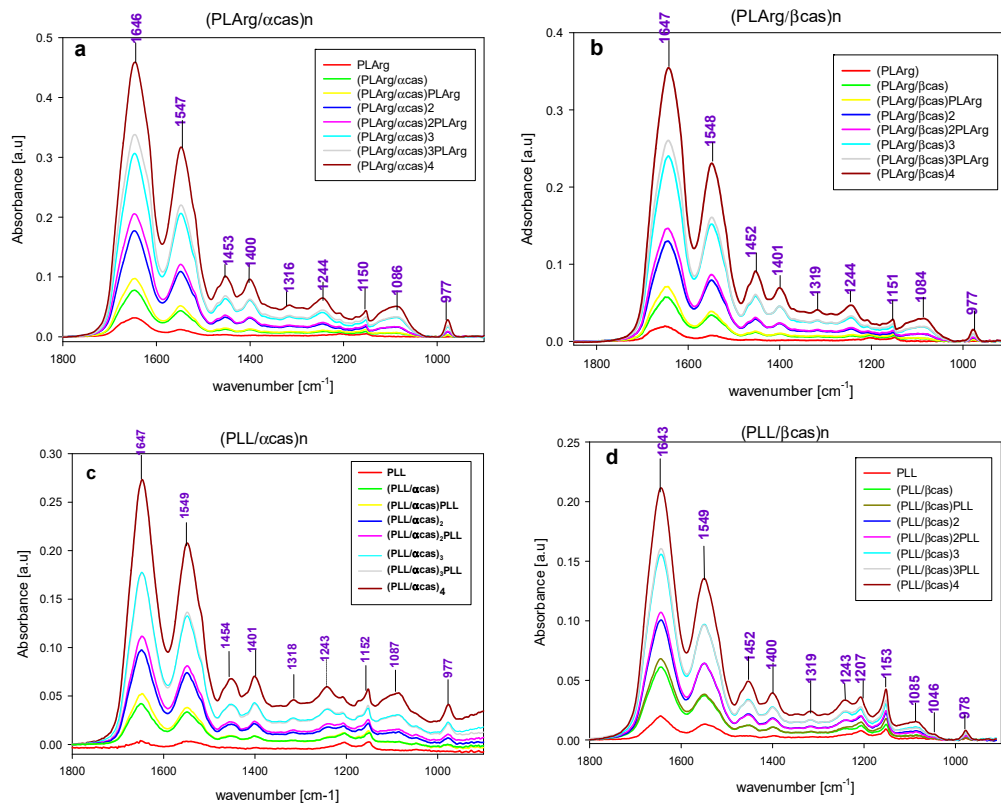 (PLArg/αcas)n
a
1646
1547
1453
1400
1316
1244
1150
1086
977
PLArg
(PLArg/αcas)
(PLArg/αcas)PLArg
(PLArg/αcas)2
(PLArg/αcas)2PLArg
(PLArg/αcas)3
(PLArg/αcas)3PLArg
(PLArg/αcas)4
Absorbance [a.u]
0.5
0.4
0.3
0.2
0.1
0.0
1800
1600
1400
1200
1000
wavenumber [cm-1]
(PLArg/βcas)n
b
1647
1548
1452
1401
1319
1244
1151
1084
977
(PLArg)
(PLArg/βcas)
(PLArg/βcas)PLArg
(PLArg/βcas)2
(PLArg/βcas)2PLArg
(PLArg/βcas)3
(PLArg/βcas)3PLArg
(PLArg/βcas)4
Adsorbance [a.u]
0.4
0.3
0.2
0.1
0.0
1800
1600
1400
1200
1000
wavenumber [cm-1]
(PLL/αcas)n
c
1647
1549
1454
1401
1318
1243
1152
1087
977
PLL
(PLL/αcas)
(PLL/αcas)PLL
(PLL/αcas)2
(PLL/αcas)2PLL
(PLL/αcas)3
(PLL/αcas)3PLL
(PLL/αcas)4
Absorbance [a.u]
0.30
0.25
0.20
0.15
0.10
0.05
0.00
1800
1600
1400
1200
1000
wavenumber [cm-1]
(PLL/βcas)n
d
1643
1549
1452
1400
1319
1243
1207
1153
1085
1046
978
PLL
(PLL/βcas)
(PLL/βcas)PLL
(PLL/βcas)2
(PLL/βcas)2PLL
(PLL/βcas)3
(PLL/βcas)3PLL
(PLL/βcas)4
Absorbance [a.u]
0.25
0.20
0.15
0.10
0.05
0.00
1800
1600
1400
1200
1000
wavenumber [cm-1]